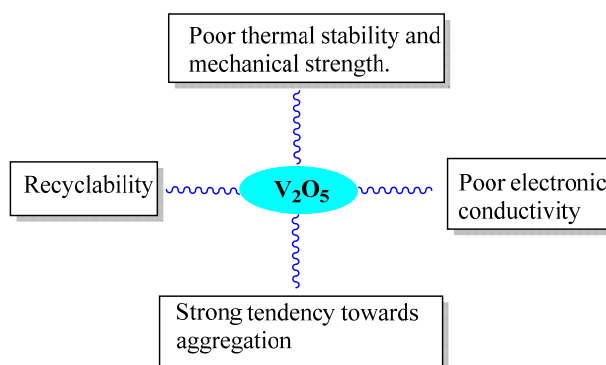 Poor thermal stability and
mechanical strength.
Recyclability
V₂O₅
Poor electronic
conductivity
Strong tendency towards
aggregation